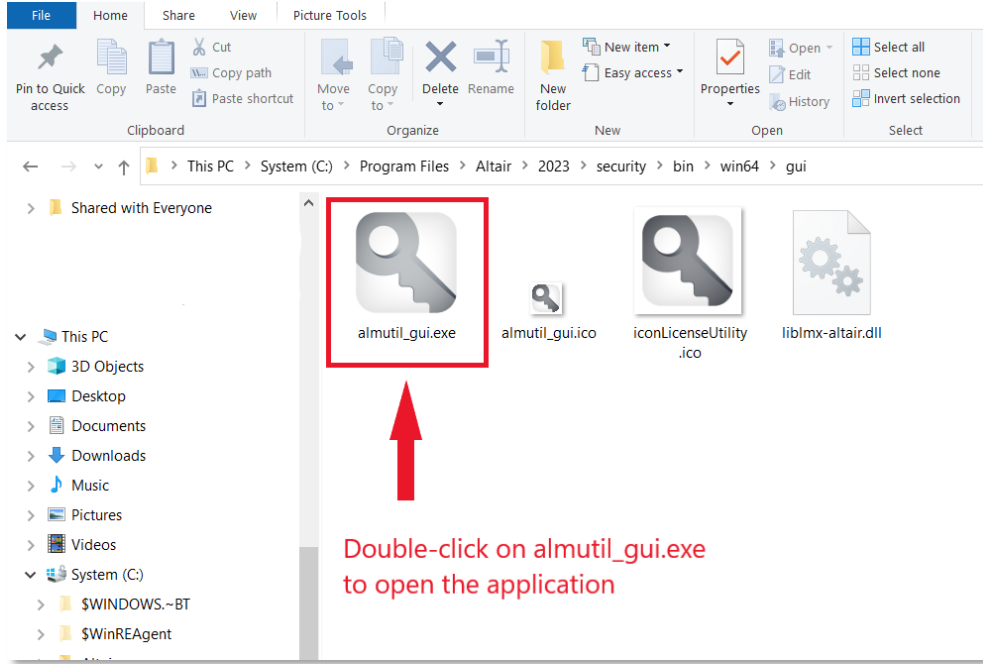 File Home Share View Picture Tools
Pin to Quick access
Copy
Paste
Cut
Copy path
Paste shortcut
Clipboard
Move to
Copy to
Delete
Rename
Organize
New folder
New item
Easy access
New
Properties
Open
Edit
History
Open
Select all
Select none
Invert selection
Select
This PC > System (C:) > Program Files > Altair > 2023 > security > bin > win64 > gui
Shared with Everyone
This PC
3D Objects
Desktop
Documents
Downloads
Music
Pictures
Videos
System (C:)
$WINDOWS.~BT
$WinREAgent
almutil_gui.exe
almutil_gui.ico
iconLicenseUtility
.ico
liblmx-altair.dll
Double-click on almutil_gui.exe
to open the application